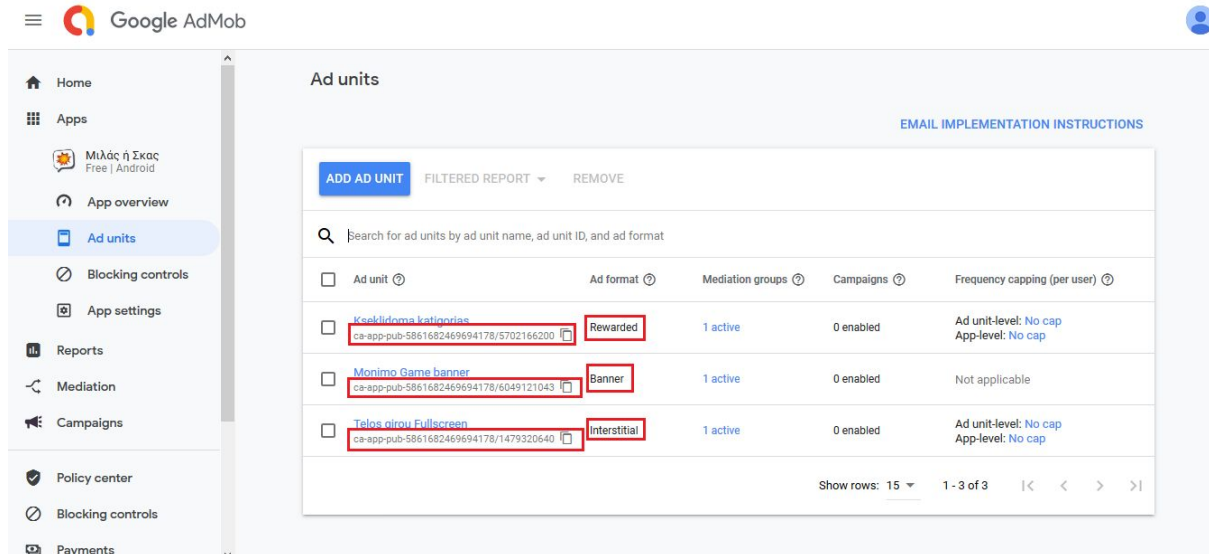 Google AdMob
Home
Apps
Μιλάς ή Σκας
Free | Android
App overview
Ad units
Blocking controls
App settings
Reports
Mediation
Campaigns
Policy center
Blocking controls
Payments
Ad units
EMAIL IMPLEMENTATION INSTRUCTIONS
ADD AD UNIT FILTERED REPORT REMOVE
Search for ad units by ad unit name, ad unit ID, and ad format
Ad unit Ad format Mediation groups Campaigns Frequency capping (per user)
Kseklidoma katigorias
ca-app-pub-5861682469694178/5702166200 Rewarded 1 active 0 enabled Ad unit-level: No cap
App-level: No cap
Monimo Game banner
ca-app-pub-5861682469694178/6049121043 Banner 1 active 0 enabled Not applicable
Telos girou Fullscreen
ca-app-pub-5861682469694178/1479320640 Interstitial 1 active 0 enabled Ad unit-level: No cap
App-level: No cap
Show rows: 15 1 - 3 of 3